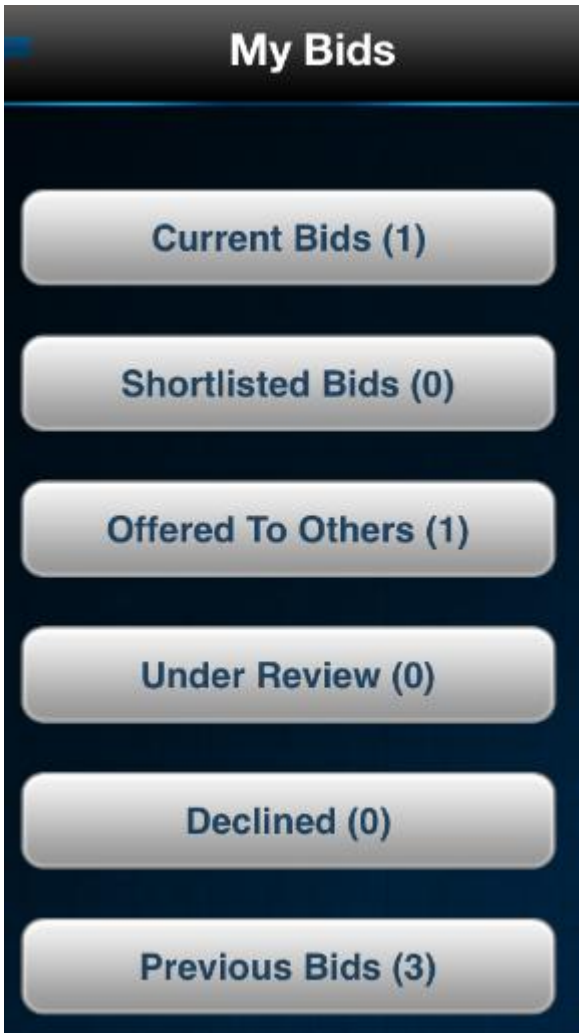 My Bids
Current Bids (1)
Shortlisted Bids (0)
Offered To Others (1)
Under Review (0)
Declined (0)
Previous Bids (3)